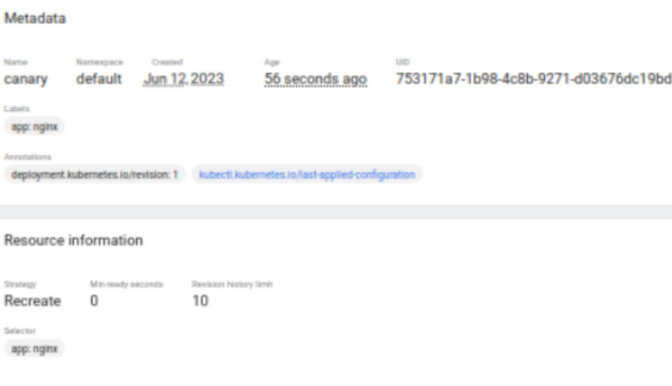 Metadata
Name Namespace Created Age UID
canary default Jun 12, 2023 56 seconds ago 753171a7-1b98-4c8b-9271-d03676dc19bd
Labels
app: nginx
Annotations
deployment.kubernetes.io/revision: 1 kubectl.kubernetes.io/last-applied-configuration
Resource information
Strategy Min ready seconds Revision history limit
Recreate 0 10
Selector
app: nginx